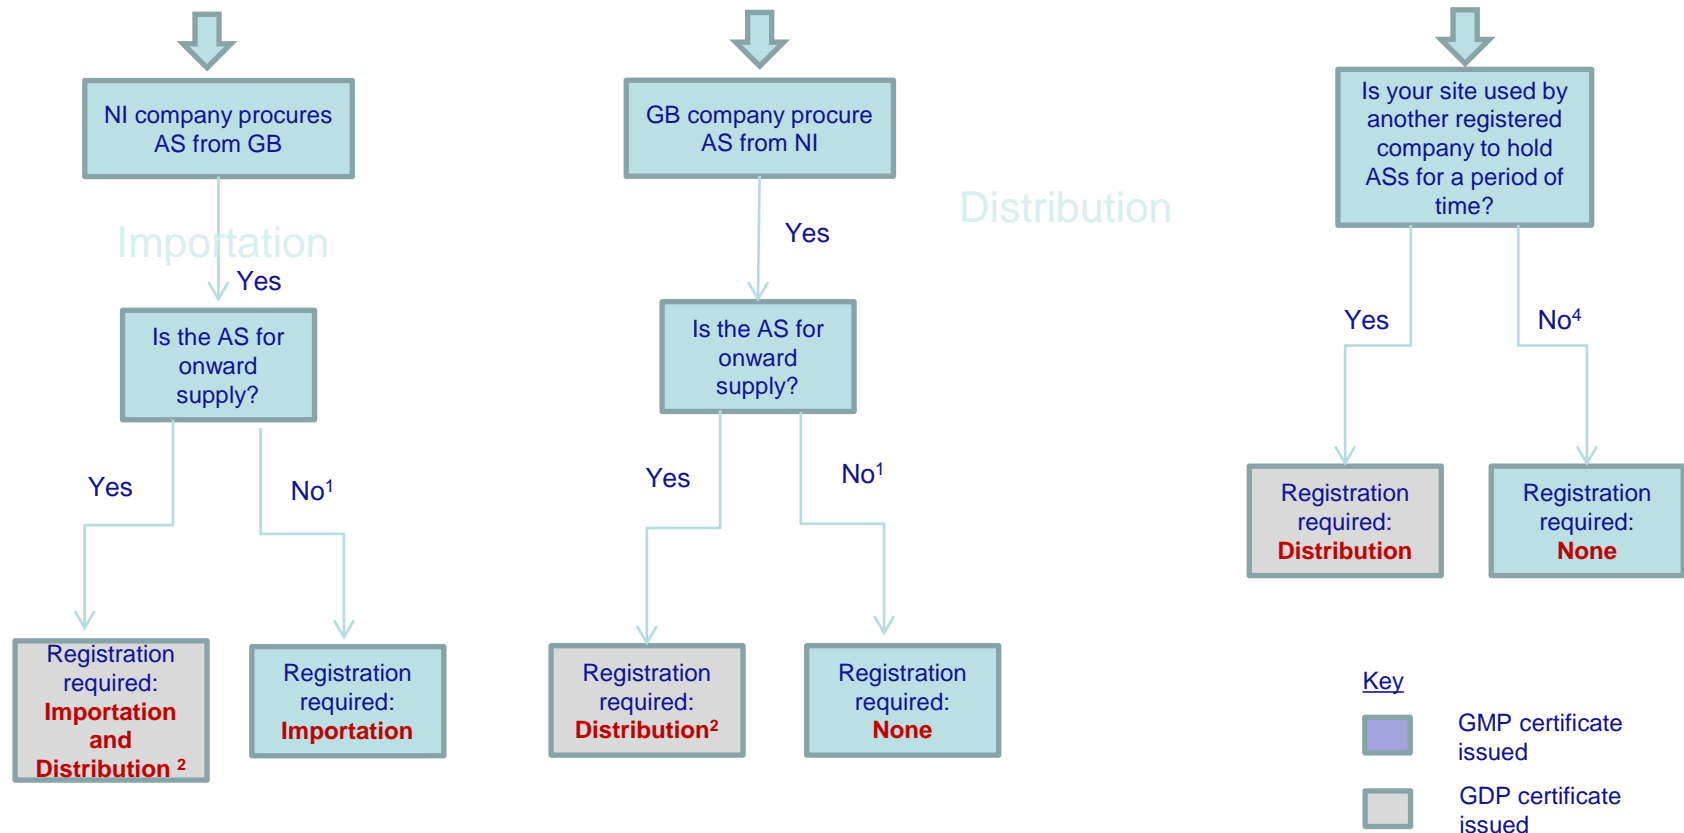 NI company procures
AS from GB
Importation
Yes
Is the AS for
onward
supply?
Yes
No¹
Registration
required:
Importation
and
Distribution ²
Registration
required:
Importation
GB company procure
AS from NI
Yes
Is the AS for
onward
supply?
Yes
No¹
Registration
required:
Distribution²
Registration
required:
None
Distribution
Is your site used by
another registered
company to hold
ASs for a period of
time?
Yes
No⁴
Registration
required:
Distribution
Registration
required:
None
Key
GMP certificate
issued
GDP certificate
issued